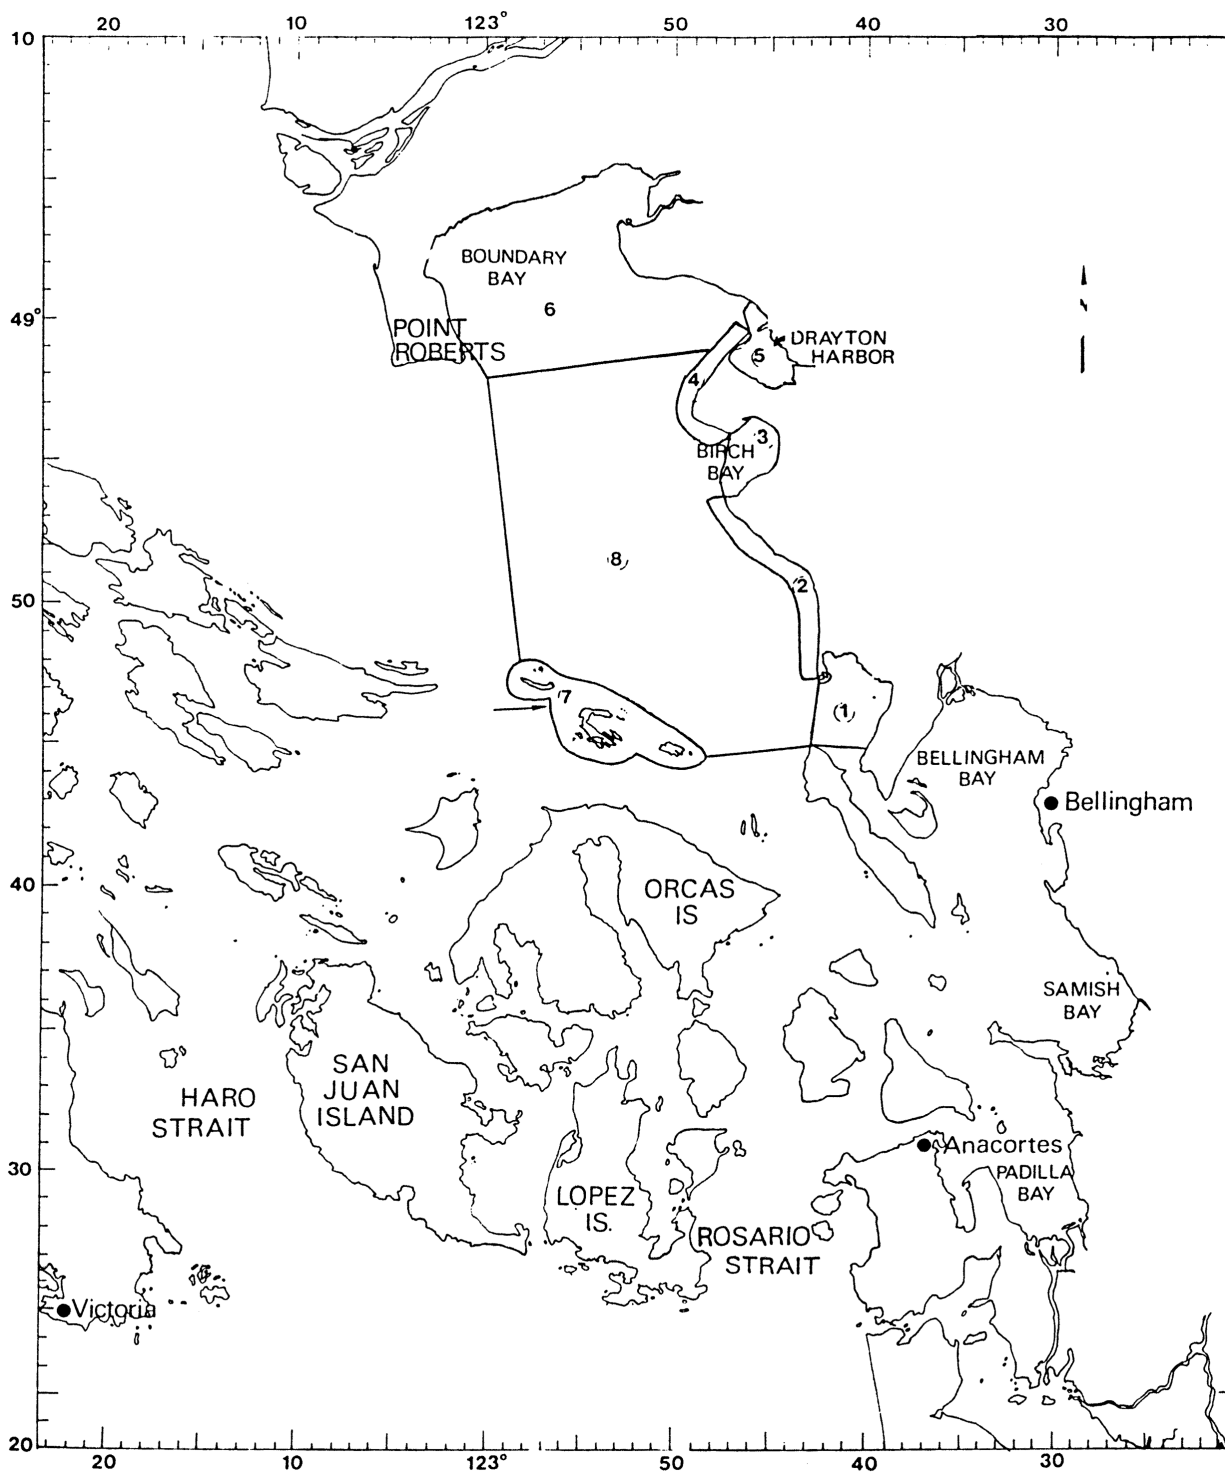 20 10 123° 50 40 30
10
BOUNDARY
BAY
6
49°
POINT
ROBERTS
DRAYTON
HARBOR
5
4
3
BIRCH
BAY
8
2
50
7
(1)
BELLINGHAM
BAY
Bellingham
40
ORCAS
IS
SAMISH
BAY
SAN
JUAN
ISLAND
HARO
STRAIT
Anacortes
30
PADILLA
BAY
LOPEZ
IS.
ROSARIO
STRAIT
Victoria
20
20 10 123° 50 40 30